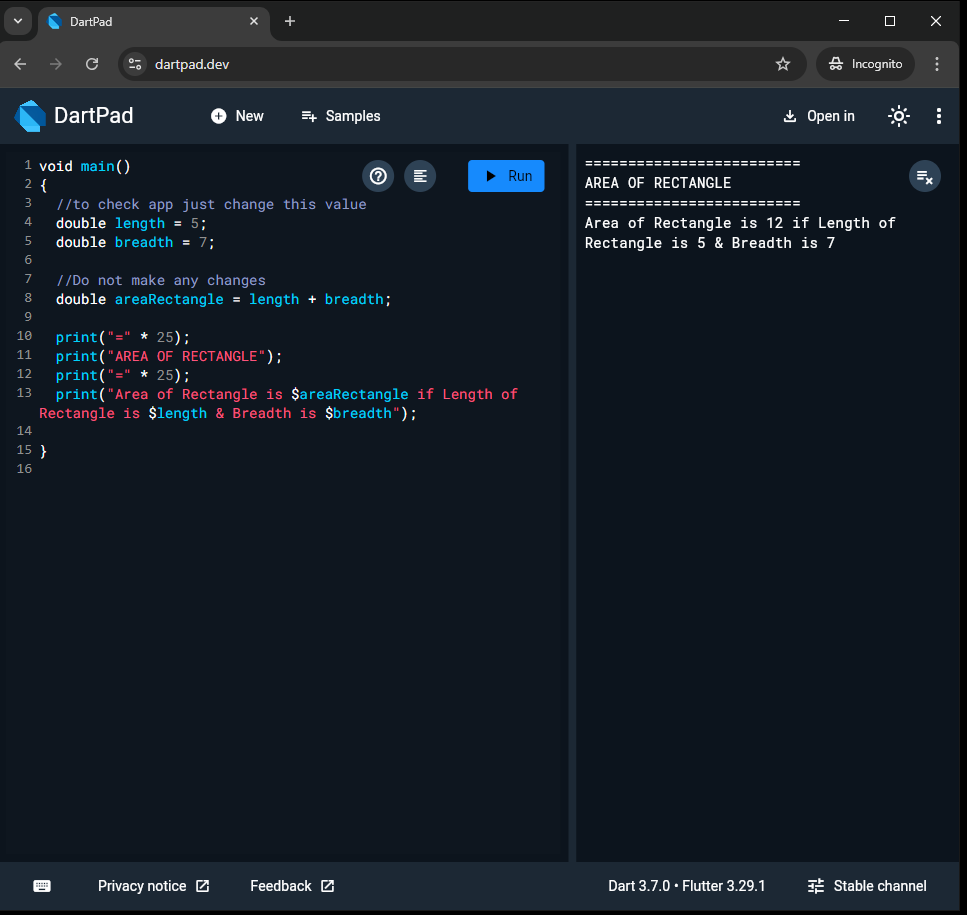 DartPad
dartpad.dev
Incognito
DartPad
New
Samples
Open in
1 void main()
2 {
3   //to check app just change this value
4   double length = 5;
5   double breadth = 7;
6
7   //Do not make any changes
8   double areaRectangle = length + breadth;
9
10   print("=" * 25);
11   print("AREA OF RECTANGLE");
12   print("=" * 25);
13   print("Area of Rectangle is $areaRectangle if Length of
Rectangle is $length & Breadth is $breadth");
14
15 }
16
Run
=========================
AREA OF RECTANGLE
=========================
Area of Rectangle is 12 if Length of
Rectangle is 5 & Breadth is 7
Privacy notice
Feedback
Dart 3.7.0 • Flutter 3.29.1
Stable channel